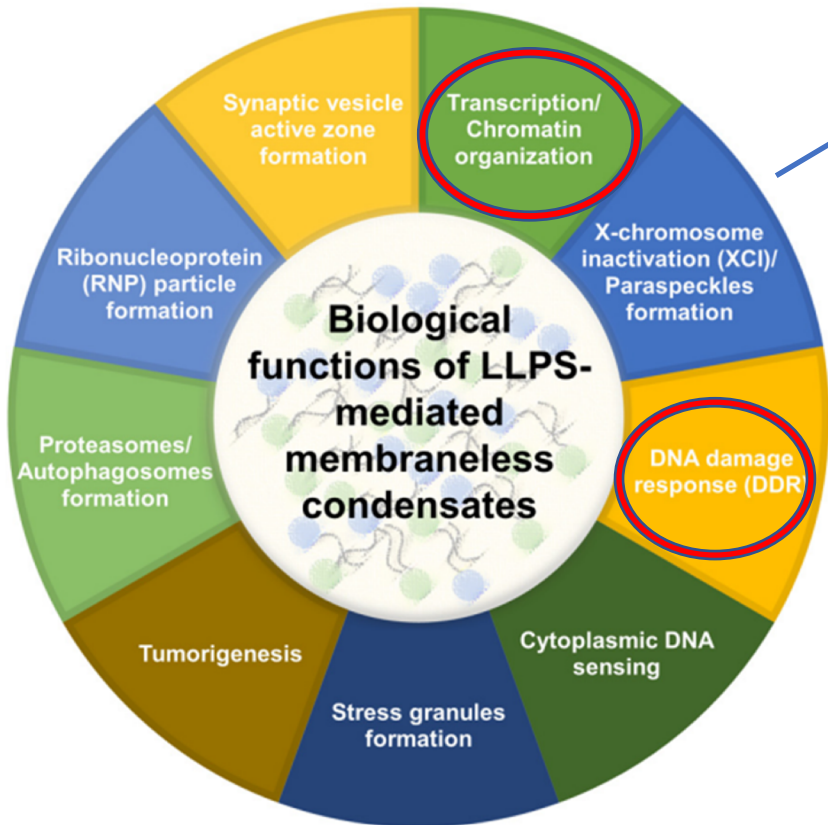 Synaptic vesicle
active zone
formation
Transcription/
Chromatin
organization
X-chromosome
inactivation (XCI)/
Paraspeckles
formation
DNA damage
response (DDR)
Cytoplasmic DNA
sensing
Stress granules
formation
Tumorigenesis
Proteasomes/
Autophagosomes
formation
Ribonucleoprotein
(RNP) particle
formation
Biological
functions of LLPS-
mediated
membraneless
condensates